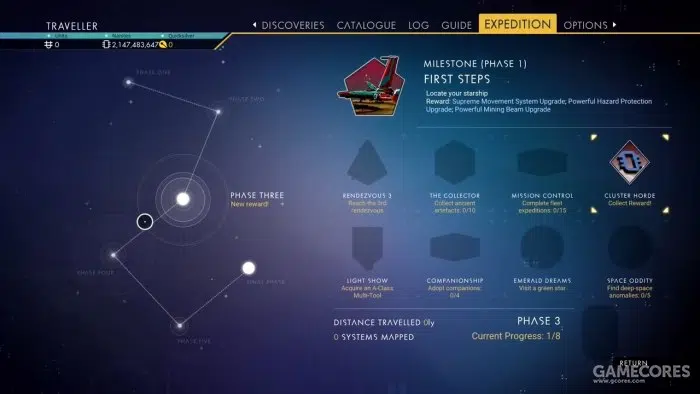 TRAVELLER
DISCOVERIES CATALOGUE LOG GUIDE EXPEDITION OPTIONS
Units Nanites Quicksilver
0 2,147,483,647 0
PHASE ONE
PHASE TWO
PHASE THREE
New reward!
PHASE FOUR
FINAL PHASE
PHASE FIVE
MILESTONE (PHASE 1)
FIRST STEPS
Locate your starship
Reward: Supreme Movement System Upgrade; Powerful Hazard Protection
Upgrade; Powerful Mining Beam Upgrade
RENDEZVOUS 3
Reach the 3rd
rendezvous
THE COLLECTOR
Collect ancient
artefacts: 0/10
MISSION CONTROL
Complete fleet
expeditions: 0/15
CLUSTER HORDE
Collect Reward!
LIGHT SHOW
Acquire an A-Class
Multi-Tool
COMPANIONSHIP
Adopt companions:
0/4
EMERALD DREAMS
Visit a green star
SPACE ODDITY
Find deep-space
anomalies: 0/5
DISTANCE TRAVELLED 0ly
0 SYSTEMS MAPPED
PHASE 3
Current Progress: 1/8
RETURN
GAMECORES
www.gcores.com